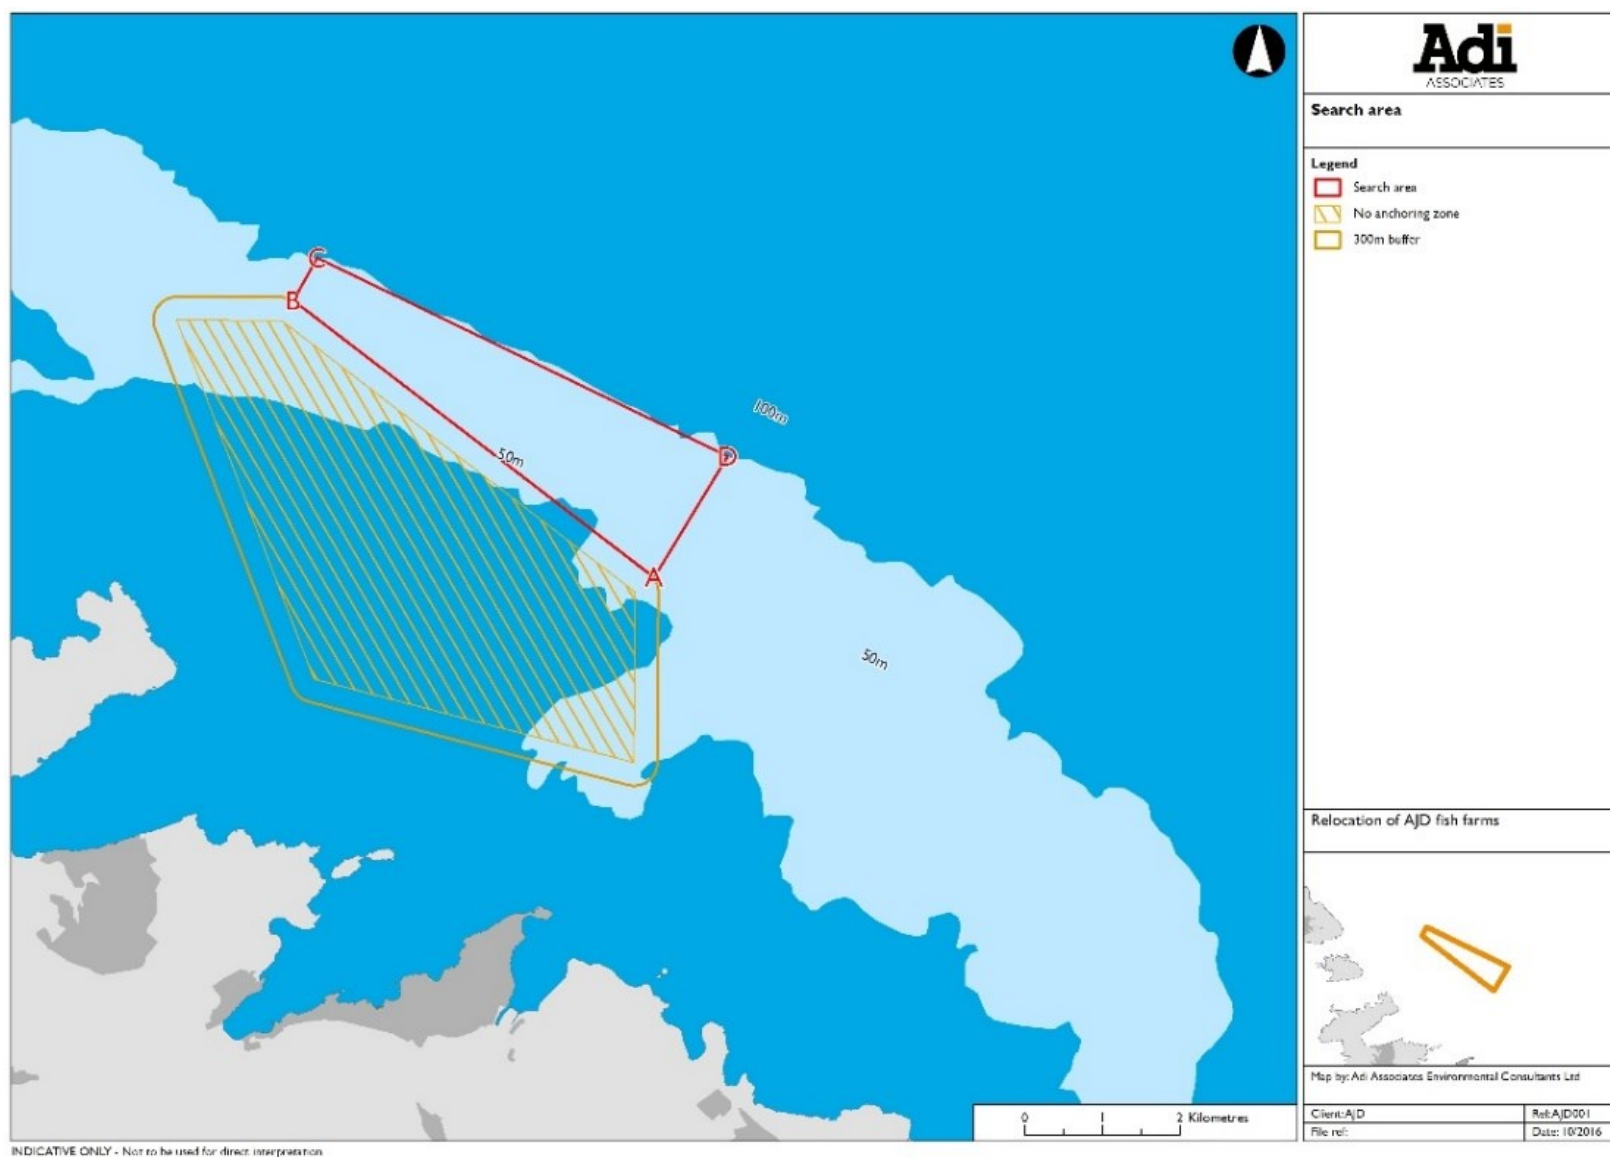 Adi
ASSOCIATES
Search area
Legend
Search area
No anchoring zone
300m buffer
C
B
100m
D
50m
A
50m
Relocation of AJD fish farms
0 1 2 Kilometres
Map by: Adi Associates Environmental Consultants Ltd
Client: AJD
Ref: AJD001
File ref:
Date: 10/2016
INDICATIVE ONLY - Not to be used for direct interpretation